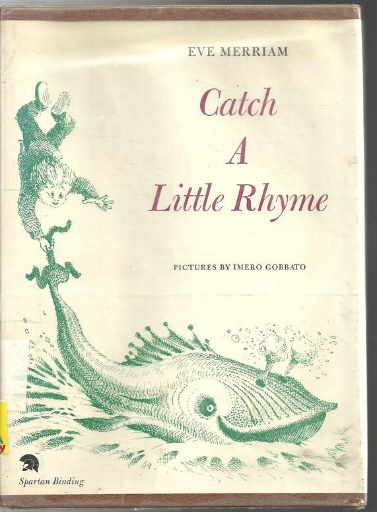 EVE MERRIAM
Catch
A
Little Rhyme
PICTURES BY IMERO GOBBATO
Spartan Binding